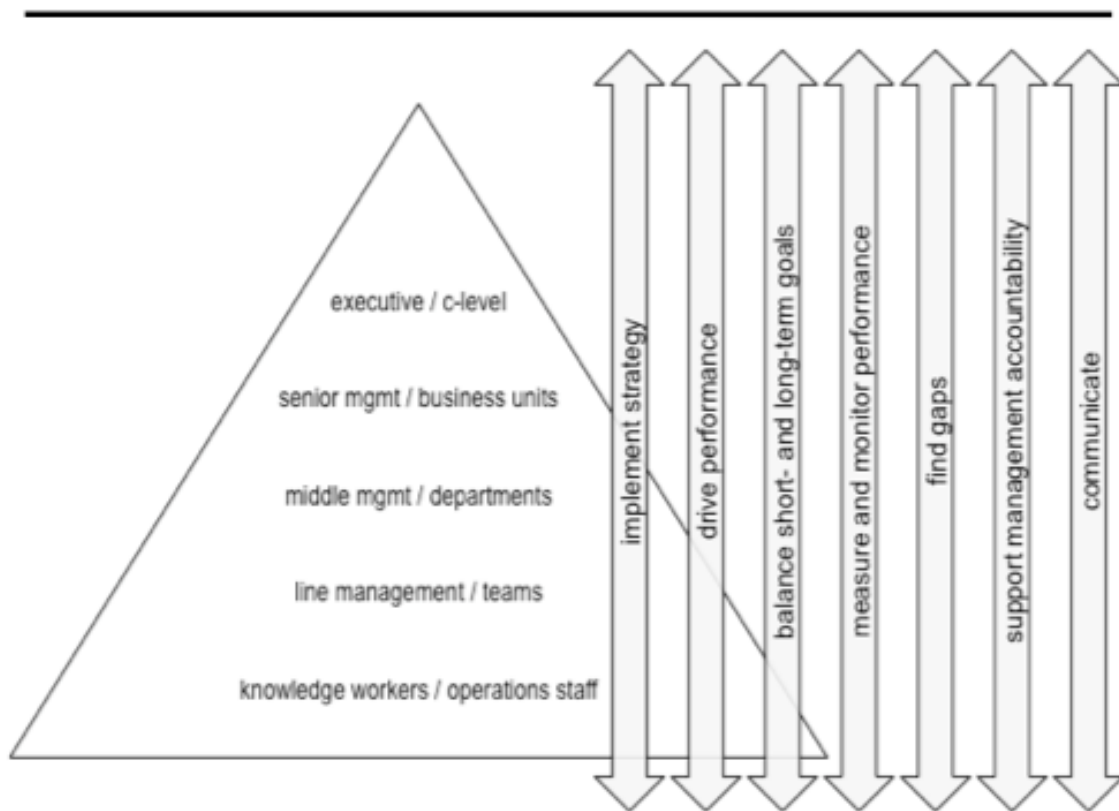 executive / c-level
senior mgmt / business units
middle mgmt / departments
line management / teams
knowledge workers / operations staff
implement strategy
drive performance
balance short- and long-term goals
measure and monitor performance
find gaps
support management accountability
communicate